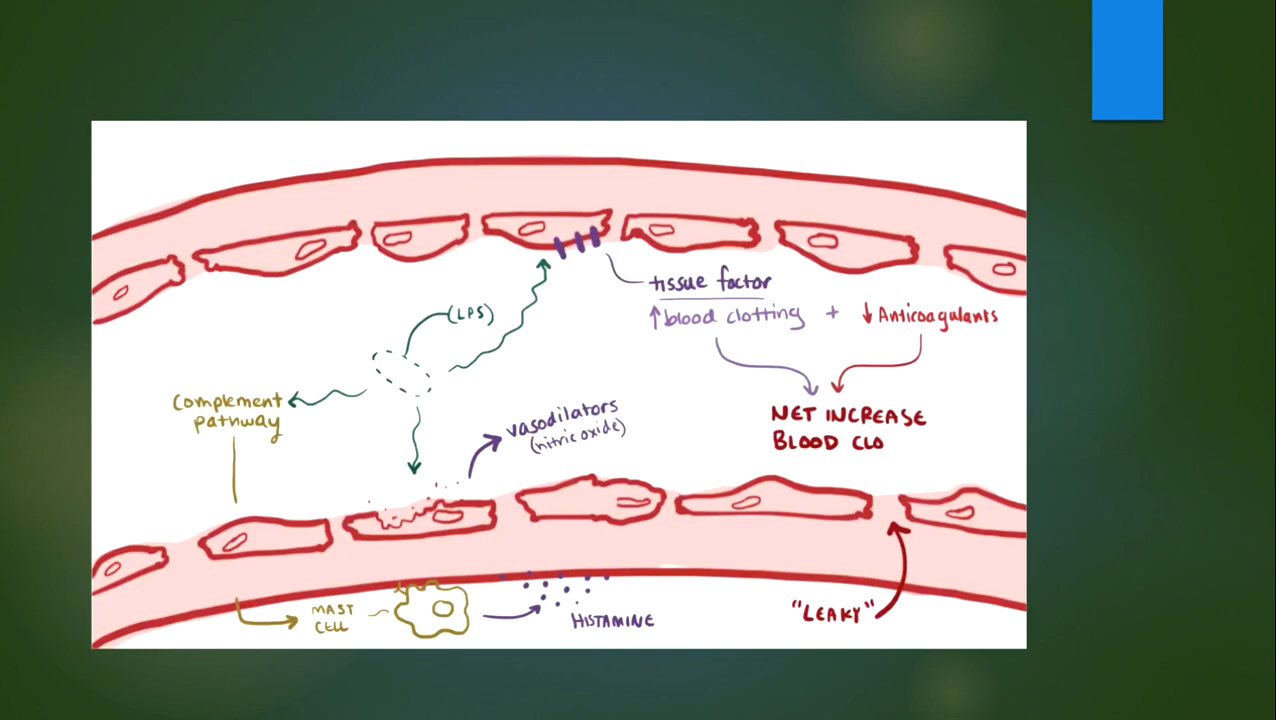 tissue factor
↑blood clotting + ↓Anticoagulants
(LPS)
Complement
pathway
vasodilators
(nitric oxide)
NET INCREASE
BLOOD CLO
MAST
CELL
HISTAMINE
"LEAKY"